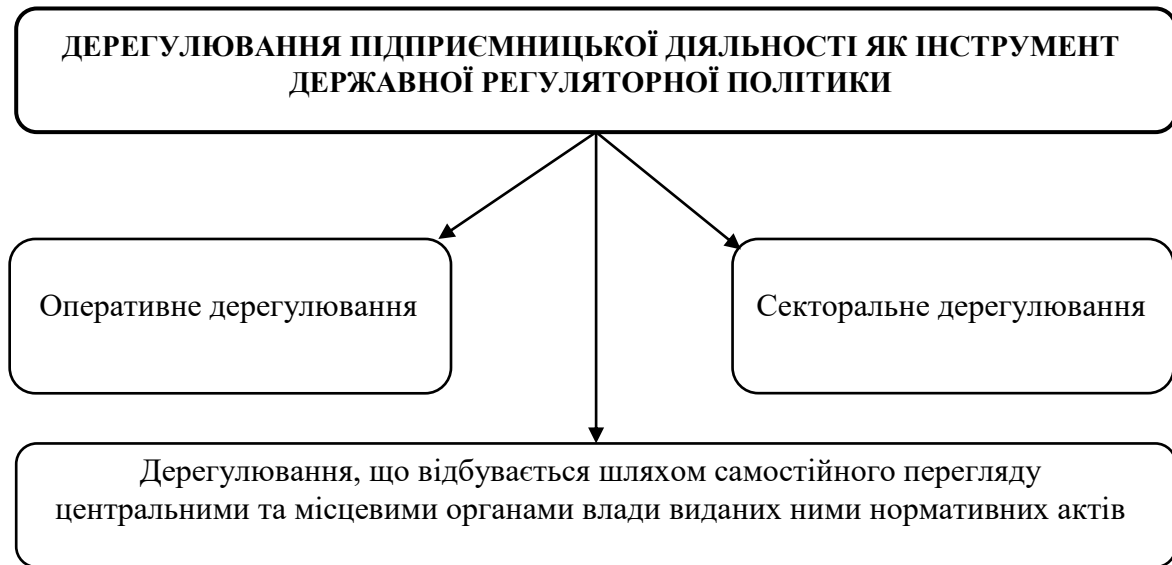 ДЕРЕГУЛЮВАННЯ ПІДПРИЄМНИЦЬКОЇ ДІЯЛЬНОСТІ ЯК ІНСТРУМЕНТ
ДЕРЖАВНОЇ РЕГУЛЯТОРНОЇ ПОЛІТИКИ
Оперативне дерегулювання
Секторальне дерегулювання
Дерегулювання, що відбувається шляхом самостійного перегляду
центральними та місцевими органами влади виданих ними нормативних актів